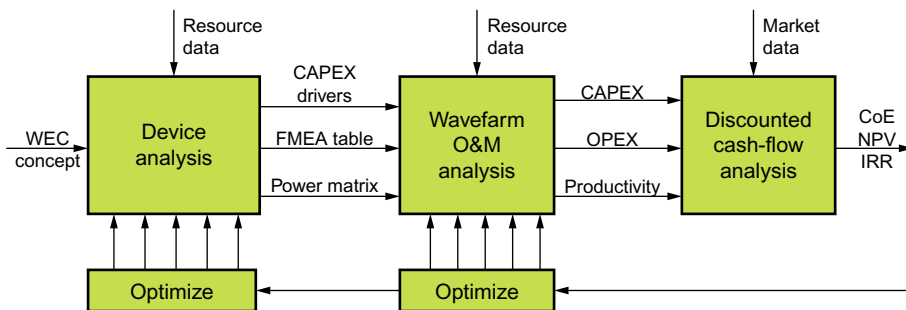 Resource
data
Resource
data
Market
data
WEC
concept
Device
analysis
CAPEX
drivers
FMEA table
Power matrix
Wavefarm
O&M
analysis
CAPEX
OPEX
Productivity
Discounted
cash-flow
analysis
CoE
NPV
IRR
Optimize
Optimize